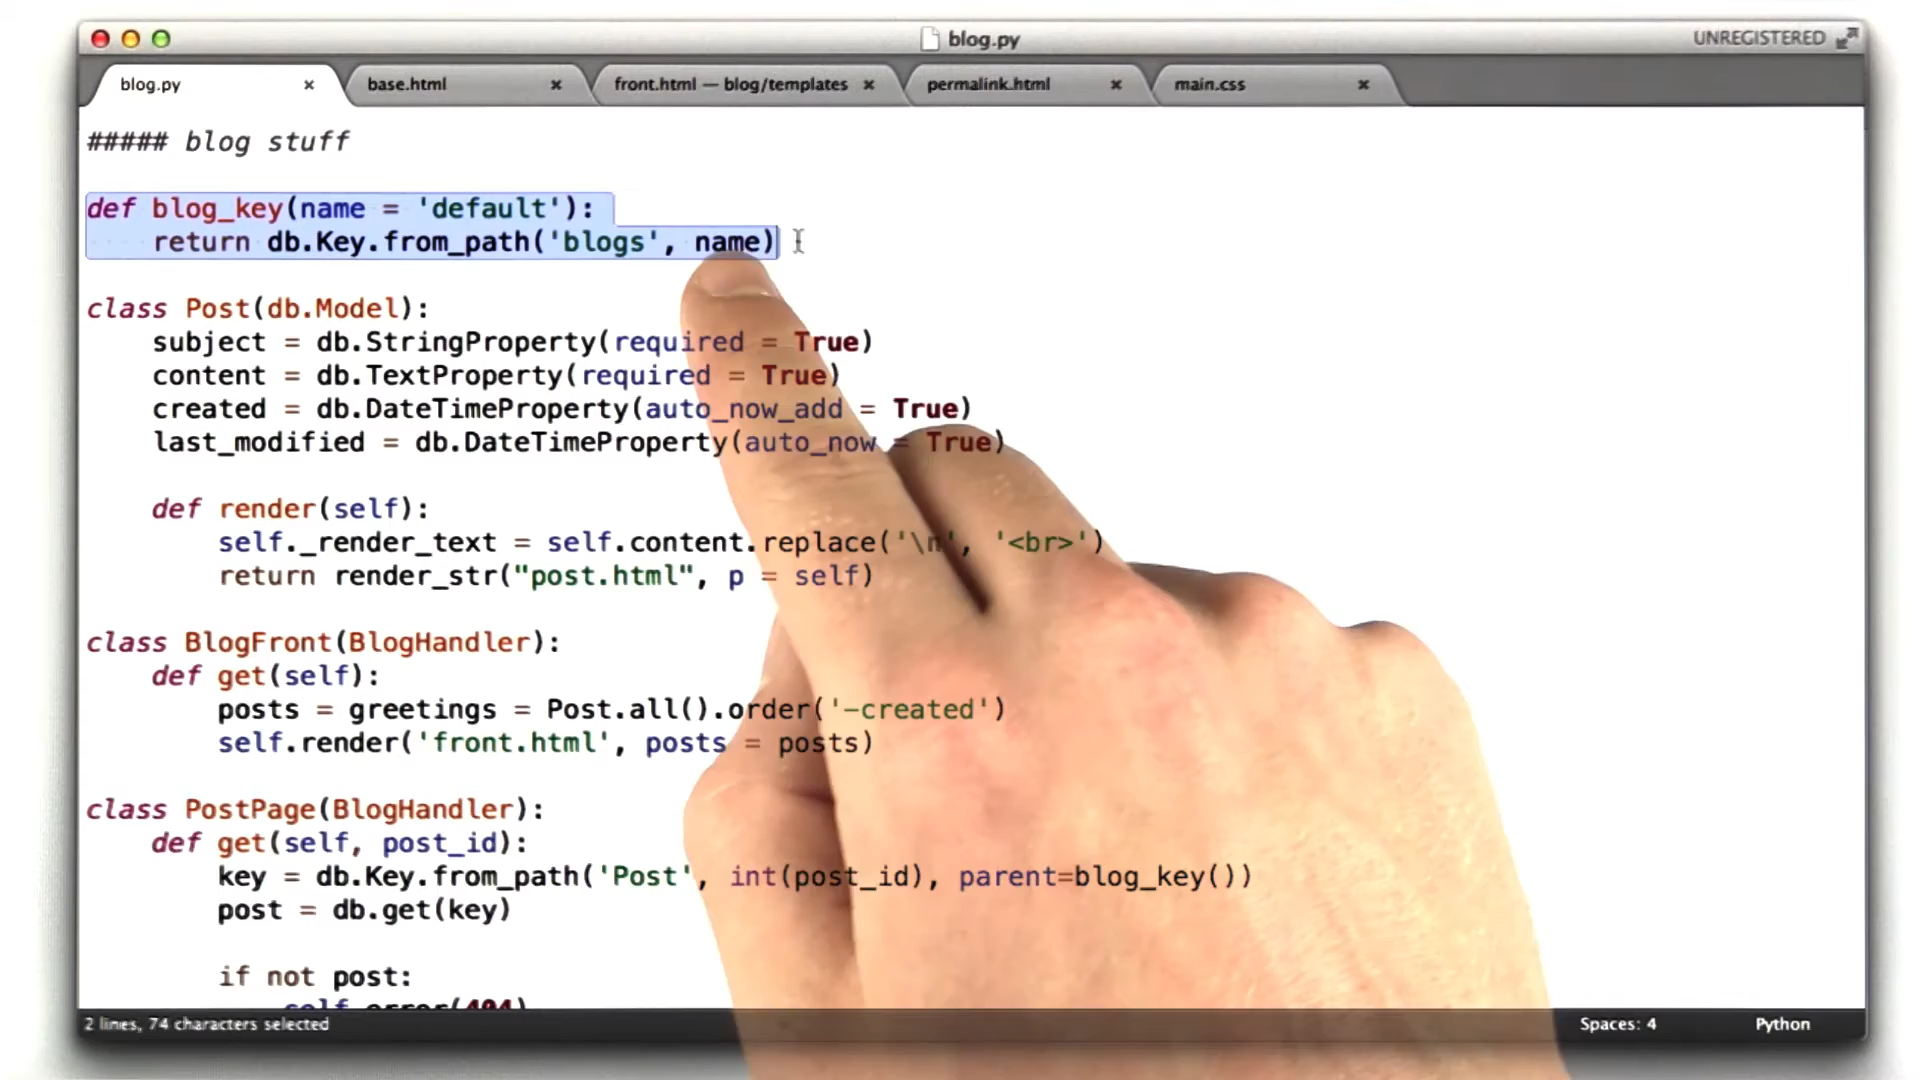 blog.py
UNREGISTERED
blog.py
base.html
front.html — blog/templates
permalink.html
main.css
##### blog stuff
def blog_key(name = 'default'):
    return db.Key.from_path('blogs', name)
class Post(db.Model):
    subject = db.StringProperty(required = True)
    content = db.TextProperty(required = True)
    created = db.DateTimeProperty(auto_now_add = True)
    last_modified = db.DateTimeProperty(auto_now = True)
    def render(self):
        self._render_text = self.content.replace('\n', '<br>')
        return render_str("post.html", p = self)
class BlogFront(BlogHandler):
    def get(self):
        posts = greetings = Post.all().order('-created')
        self.render('front.html', posts = posts)
class PostPage(BlogHandler):
    def get(self, post_id):
        key = db.Key.from_path('Post', int(post_id), parent=blog_key())
        post = db.get(key)
        if not post:
            self.error(404)
2 lines, 74 characters selected
Spaces: 4
Python